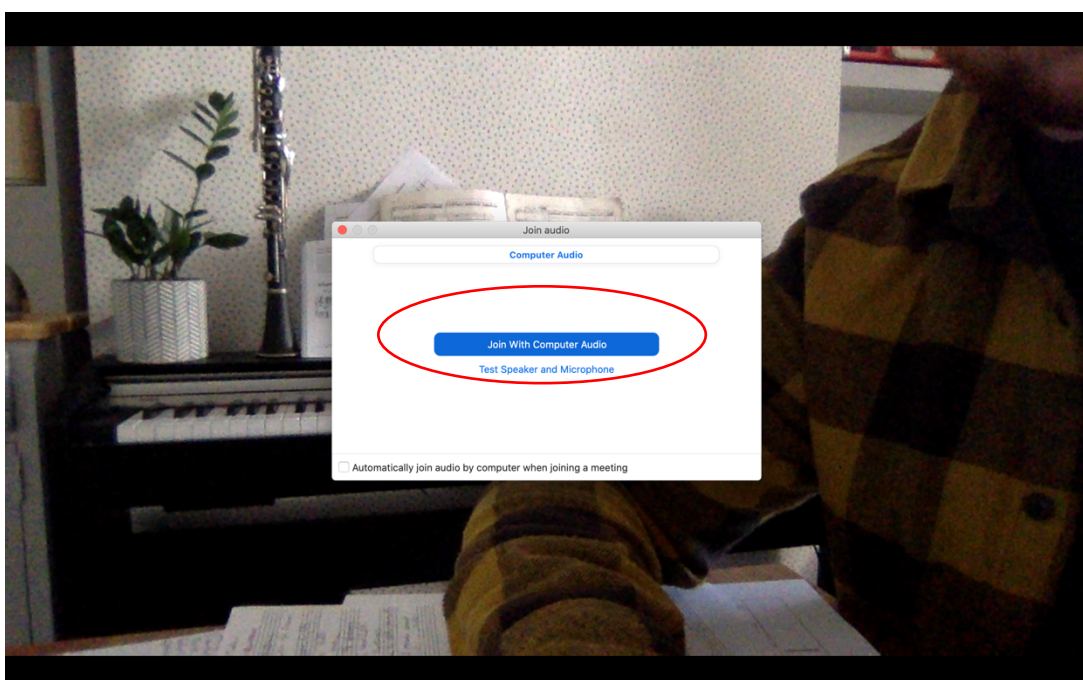 Join audio
Computer Audio
Join With Computer Audio
Test Speaker and Microphone
Automatically join audio by computer when joining a meeting